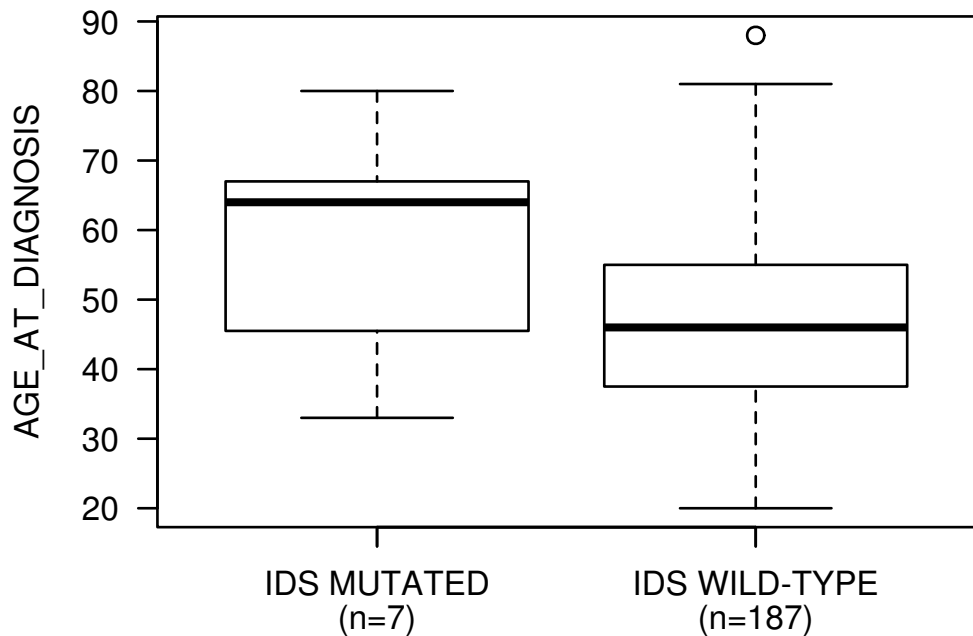 90
80
70
60
50
40
30
20
AGE_AT_DIAGNOSIS
IDS MUTATED
(n=7)
IDS WILD-TYPE
(n=187)